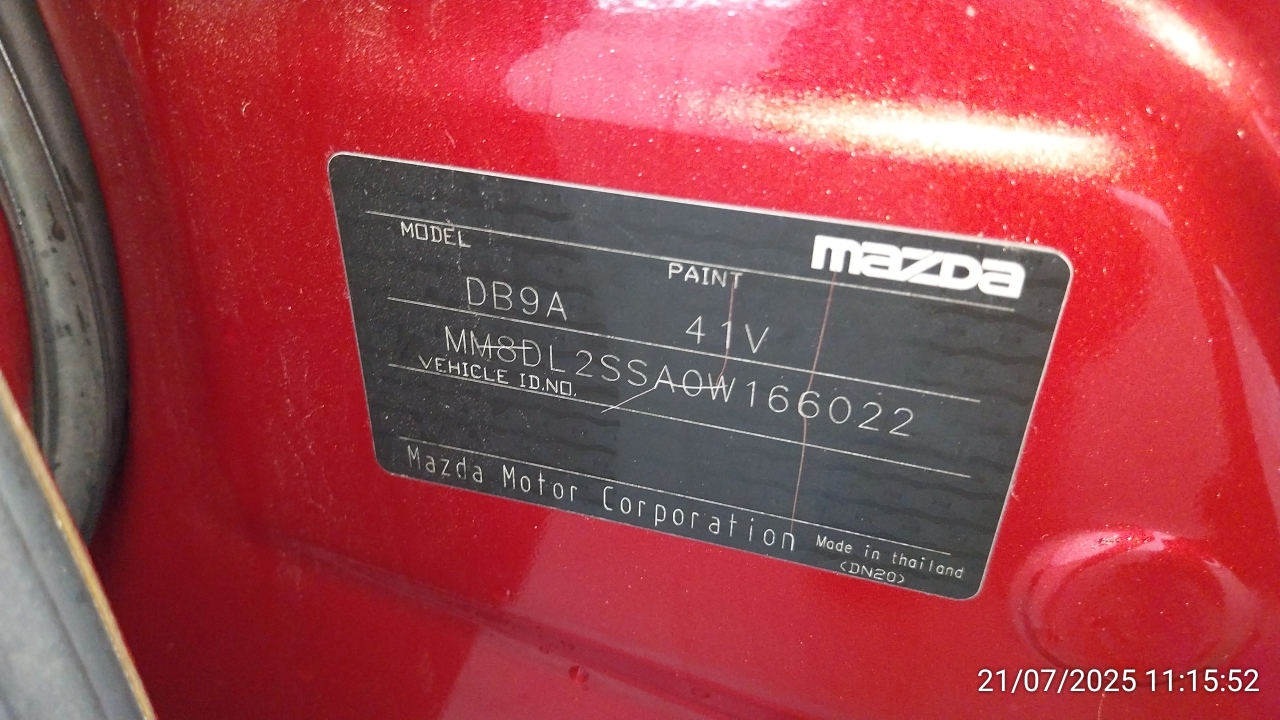 mazda
MODEL PAINT
DB9A 41V
MM8DL2SSA0W166022
VEHICLE ID.NO.
Mazda Motor Corporation
Made in thailand
<DN20>
21/07/2025 11:15:52